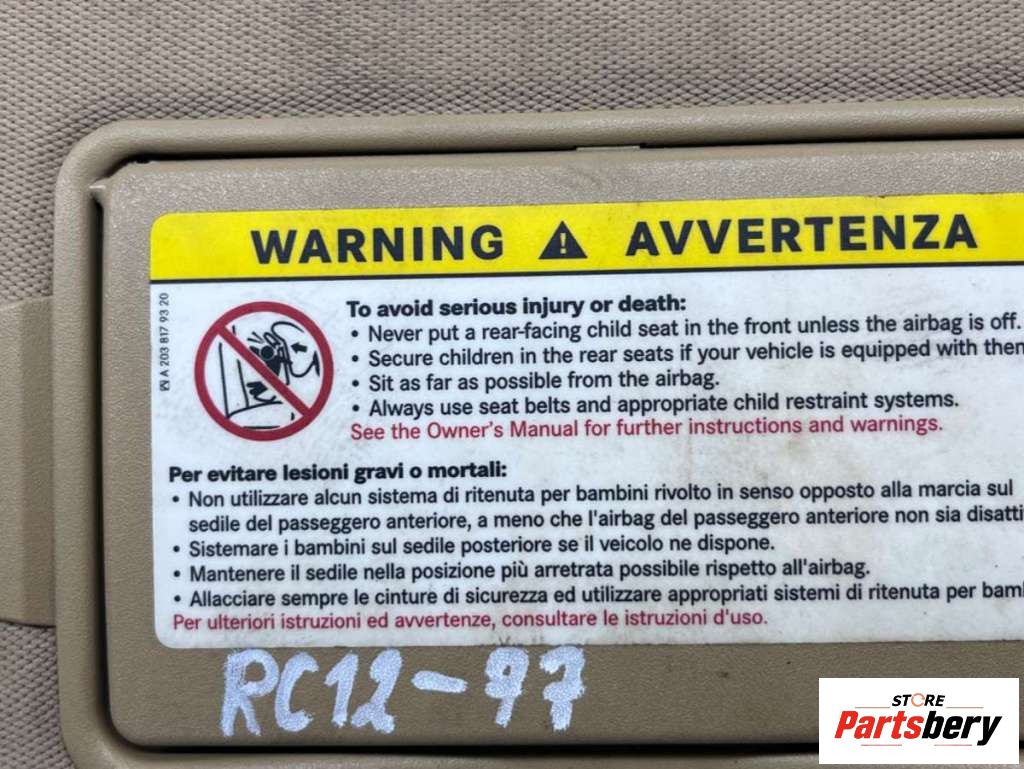 WARNING ⚠ AVVERTENZA
A 203 817 93 20
To avoid serious injury or death:
• Never put a rear-facing child seat in the front unless the airbag is off.
• Secure children in the rear seats if your vehicle is equipped with
• Sit as far as possible from the airbag.
• Always use seat belts and appropriate child restraint systems.
See the Owner's Manual for further instructions and warnings.
Per evitare lesioni gravi o mortali:
• Non utilizzare alcun sistema di ritenuta per bambini rivolto in senso opposto alla marcia sul
sedile del passeggero anteriore, a meno che l'airbag del passeggero anteriore non sia
• Sistemare i bambini sul sedile posteriore se il veicolo ne dispone.
• Mantenere il sedile nella posizione più arretrata possibile rispetto all'airbag.
• Allacciare sempre le cinture di sicurezza ed utilizzare appropriati sistemi di ritenuta per
Per ulteriori istruzioni ed avvertenze, consultare le istruzioni d'uso.
RC12-77
STORE
Partsbery